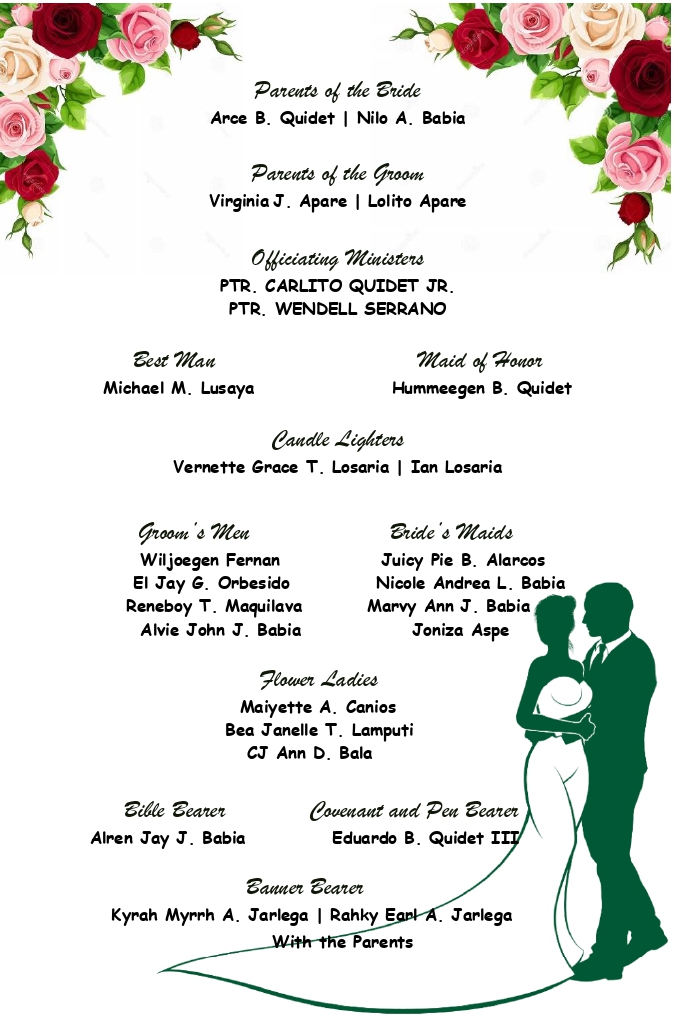 Parents of the Bride
Arce B. Quidet | Nilo A. Babia
Parents of the Groom
Virginia J. Apare | Lolito Apare
Officiating Ministers
PTR. CARLITO QUIDET JR.
PTR. WENDELL SERRANO
Best Man
Michael M. Lusaya
Maid of Honor
Hummeegen B. Quidet
Candle Lighters
Vernette Grace T. Losaria | Ian Losaria
Groom's Men
Wiljoegen Fernan
El Jay G. Orbesido
Reneboy T. Maquilava
Alvie John J. Babia
Bride's Maids
Juicy Pie B. Alarcos
Nicole Andrea L. Babia
Marvy Ann J. Babia
Joniza Aspe
Flower Ladies
Maiyette A. Canios
Bea Janelle T. Lamputi
CJ Ann D. Bala
Bible Bearer
Alren Jay J. Babia
Covenant and Pen Bearer
Eduardo B. Quidet III
Banner Bearer
Kyrah Myrrh A. Jarlega | Rahky Earl A. Jarlega
With the Parents